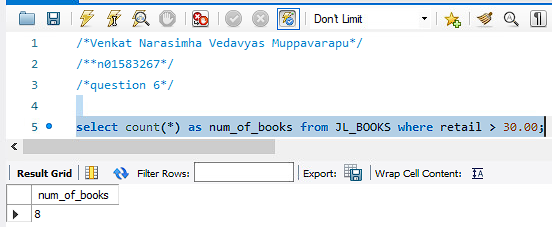 Don't Limit
1 /*Venkat Narasimha Vedavyas Muppavarapu*/
2 /**n01583267*/
3 /*question 6*/
4
5 select count(*) as num_of_books from JL_BOOKS where retail > 30.00;
Result Grid Filter Rows: Export: Wrap Cell Content:
num_of_books
8